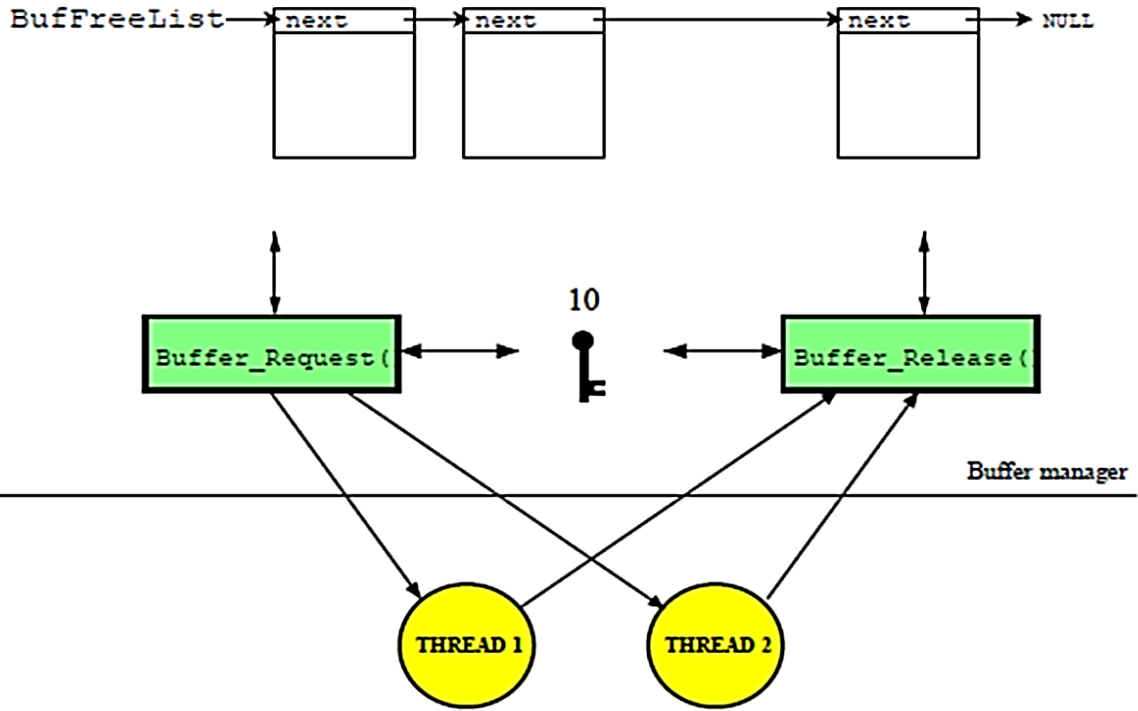 BufFreeList next next next NULL
10
Buffer_Request( Buffer_Release()
Buffer manager
THREAD 1 THREAD 2